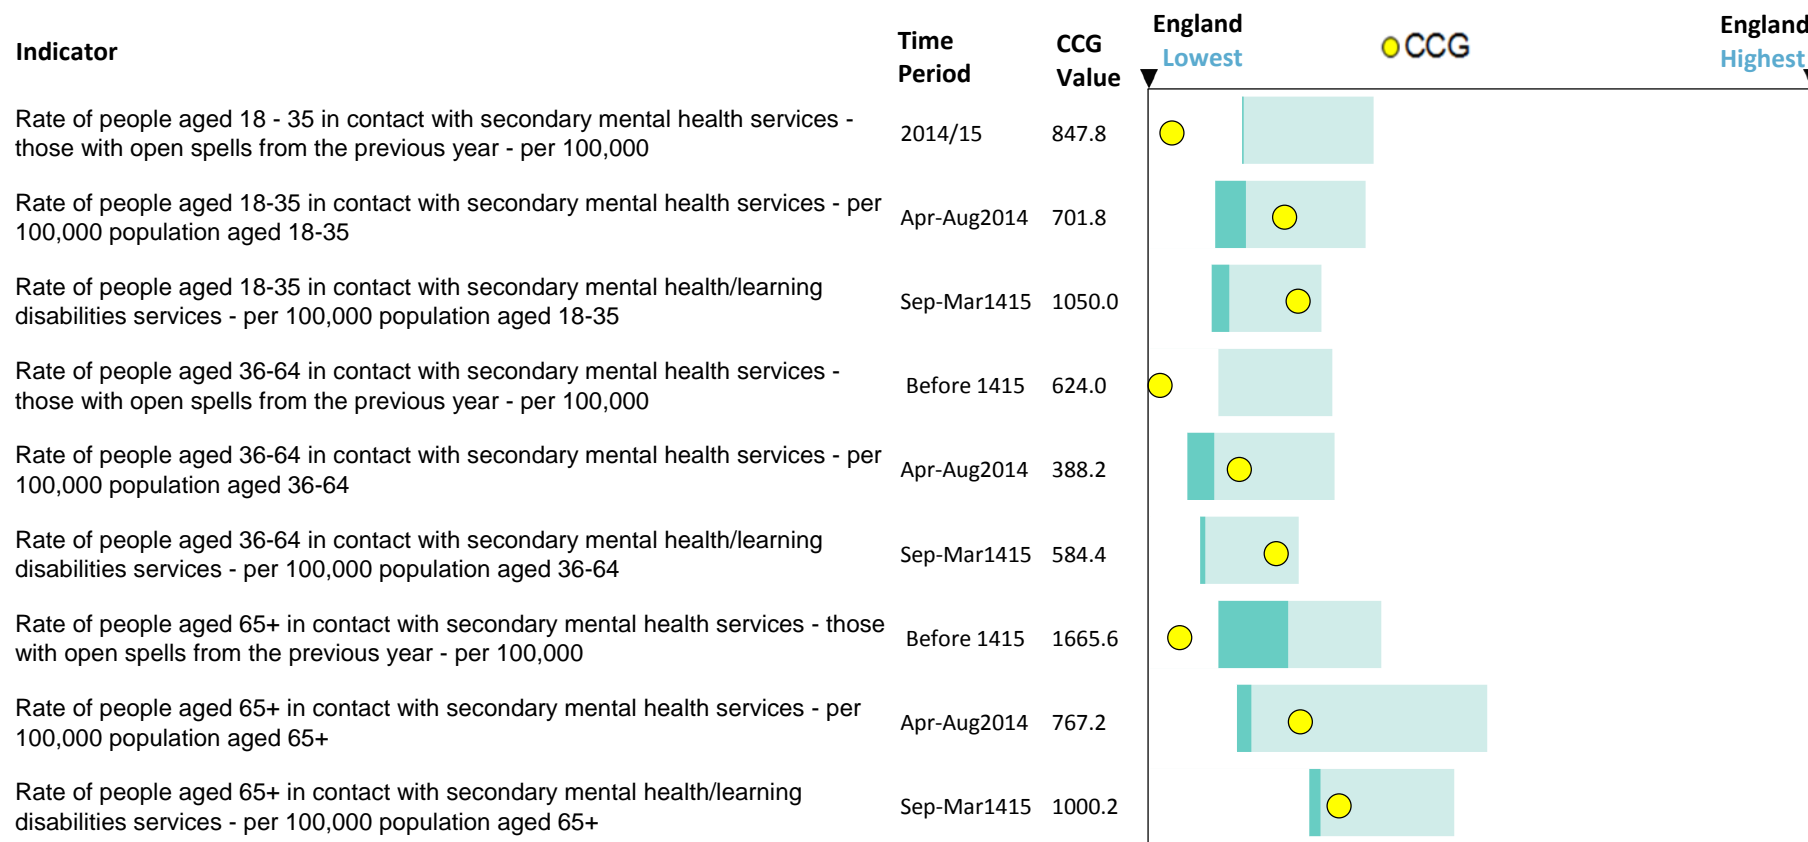 Indicator
Time
Period
CCG
Value
England
Lowest
CCG
England
Highest
Rate of people aged 18 - 35 in contact with secondary mental health services -
those with open spells from the previous year - per 100,000
2014/15
847.8
Rate of people aged 18-35 in contact with secondary mental health services - per
100,000 population aged 18-35
Apr-Aug2014
701.8
Rate of people aged 18-35 in contact with secondary mental health/learning
disabilities services - per 100,000 population aged 18-35
Sep-Mar1415
1050.0
Rate of people aged 36-64 in contact with secondary mental health services -
those with open spells from the previous year - per 100,000
Before 1415
624.0
Rate of people aged 36-64 in contact with secondary mental health services - per
100,000 population aged 36-64
Apr-Aug2014
388.2
Rate of people aged 36-64 in contact with secondary mental health/learning
disabilities services - per 100,000 population aged 36-64
Sep-Mar1415
584.4
Rate of people aged 65+ in contact with secondary mental health services - those
with open spells from the previous year - per 100,000
Before 1415
1665.6
Rate of people aged 65+ in contact with secondary mental health services - per
100,000 population aged 65+
Apr-Aug2014
767.2
Rate of people aged 65+ in contact with secondary mental health/learning
disabilities services - per 100,000 population aged 65+
Sep-Mar1415
1000.2